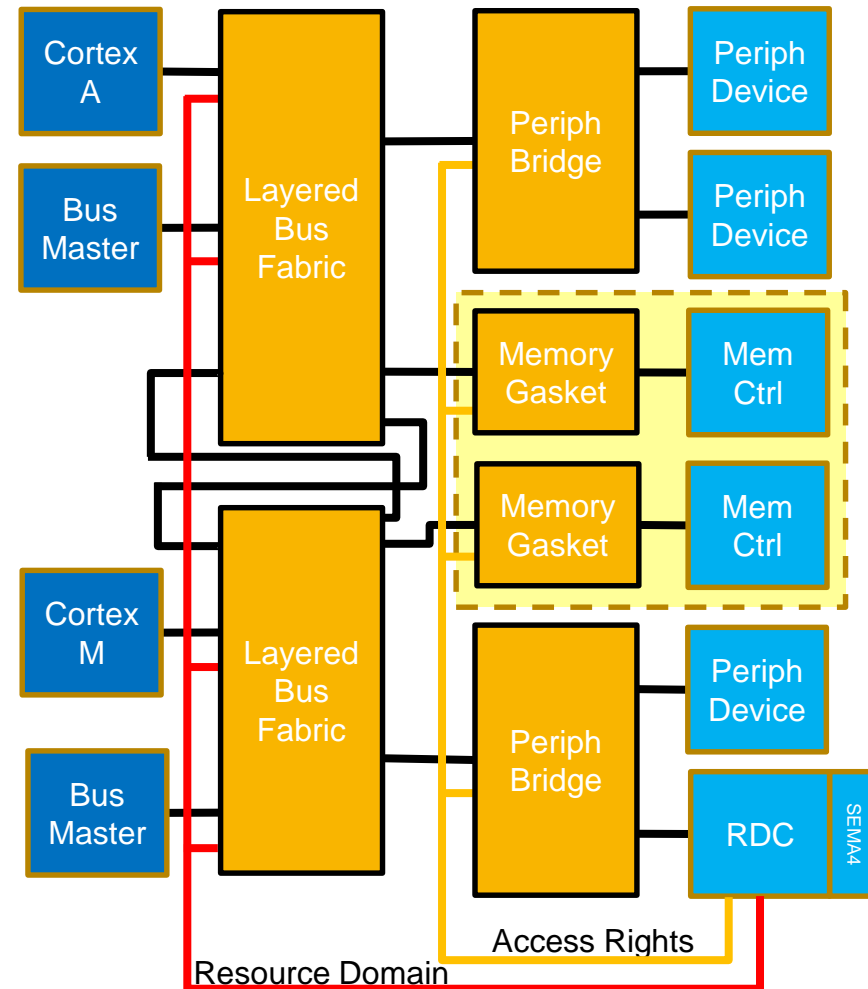 Cortex
A
Bus
Master
Layered
Bus
Fabric
Periph
Bridge
Periph
Device
Periph
Device
Memory
Gasket
Mem
Ctrl
Memory
Gasket
Mem
Ctrl
Cortex
M
Bus
Master
Layered
Bus
Fabric
Periph
Bridge
Periph
Device
RDC
SEMA4
Access Rights
Resource Domain